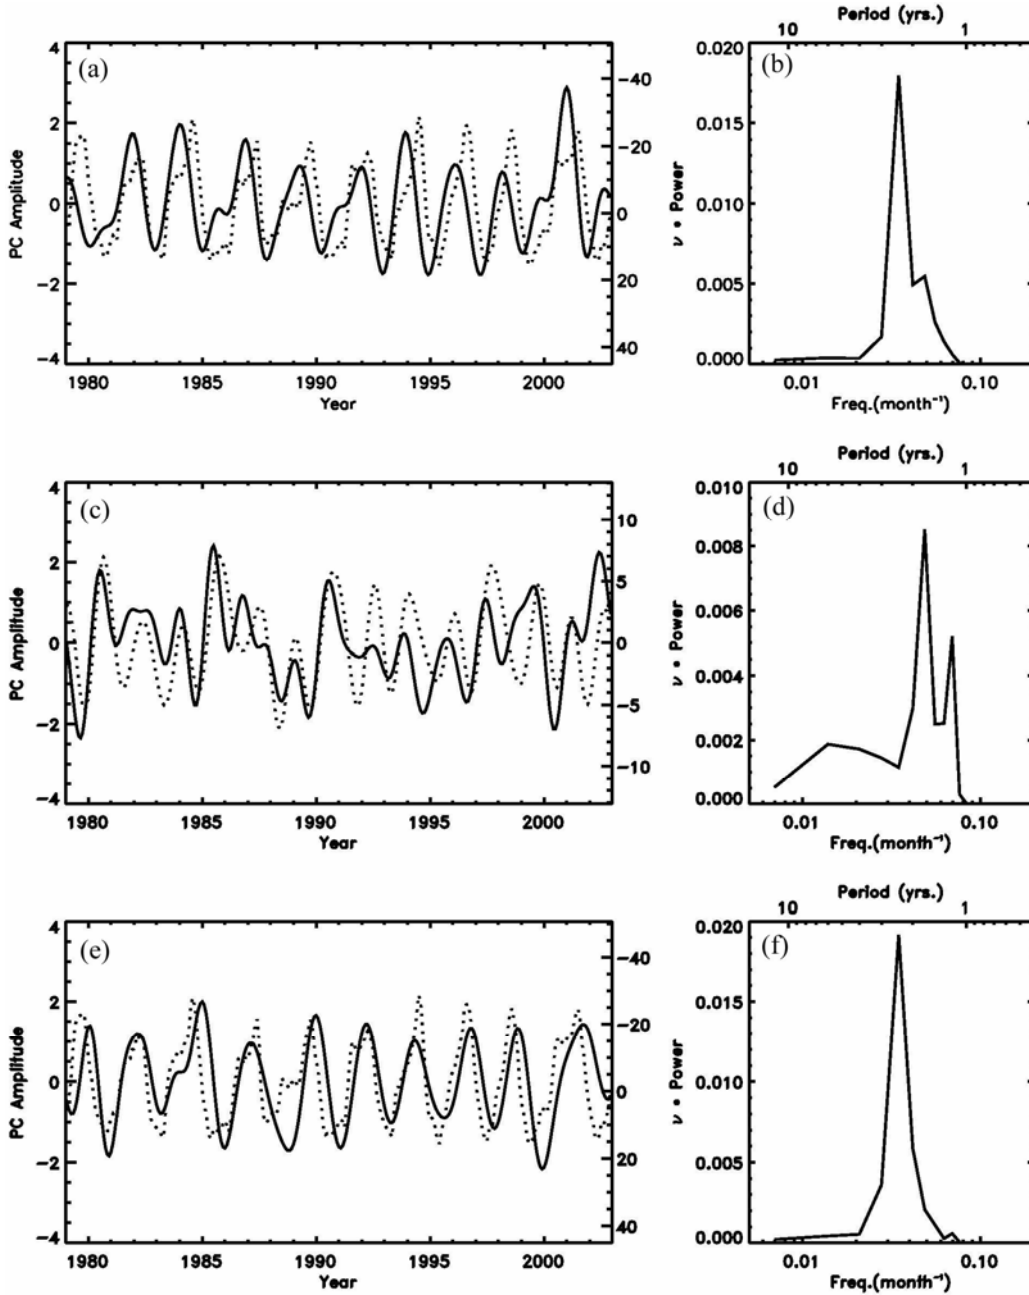 Period (yrs.)
10 1
(a)
(b)
4
2
0
−2
−4
PC Amplitude
−40
−20
0
20
40
1980 1985 1990 1995 2000
Year
0.020
0.015
0.010
0.005
0.000
ν • Power
0.01 0.10
Freq.(month⁻¹)
Period (yrs.)
10 1
(c)
(d)
4
2
0
−2
−4
PC Amplitude
10
5
0
−5
−10
1980 1985 1990 1995 2000
Year
0.010
0.008
0.006
0.004
0.002
0.000
ν • Power
0.01 0.10
Freq.(month⁻¹)
Period (yrs.)
10 1
(e)
(f)
4
2
0
−2
−4
PC Amplitude
−40
−20
0
20
40
1980 1985 1990 1995 2000
Year
0.020
0.015
0.010
0.005
0.000
ν • Power
0.01 0.10
Freq.(month⁻¹)